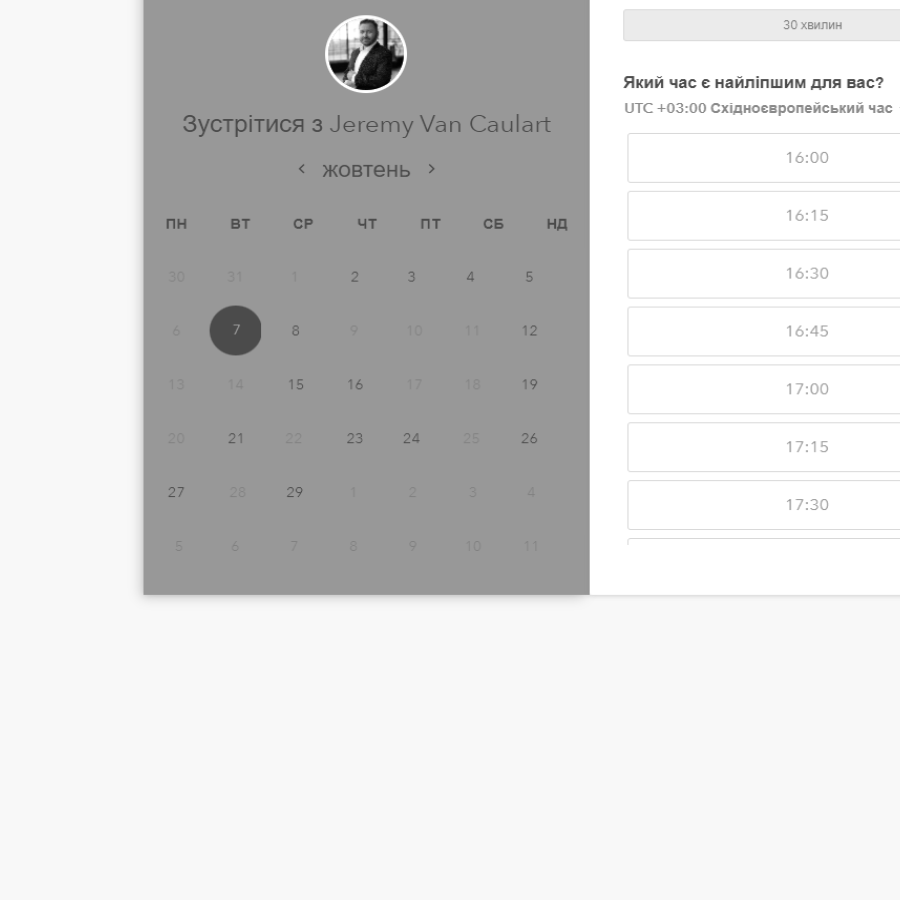 Зустрітися з Jeremy Van Caulart
жовтень
ПН ВТ СР ЧТ ПТ СБ НД
30 31 1 2 3 4 5
6 7 8 9 10 11 12
13 14 15 16 17 18 19
20 21 22 23 24 25 26
27 28 29 1 2 3 4
5 6 7 8 9 10 11
30 хвилин
Який час є найліпшим для вас?
UTC +03:00 Східноєвропейський час
16:00
16:15
16:30
16:45
17:00
17:15
17:30